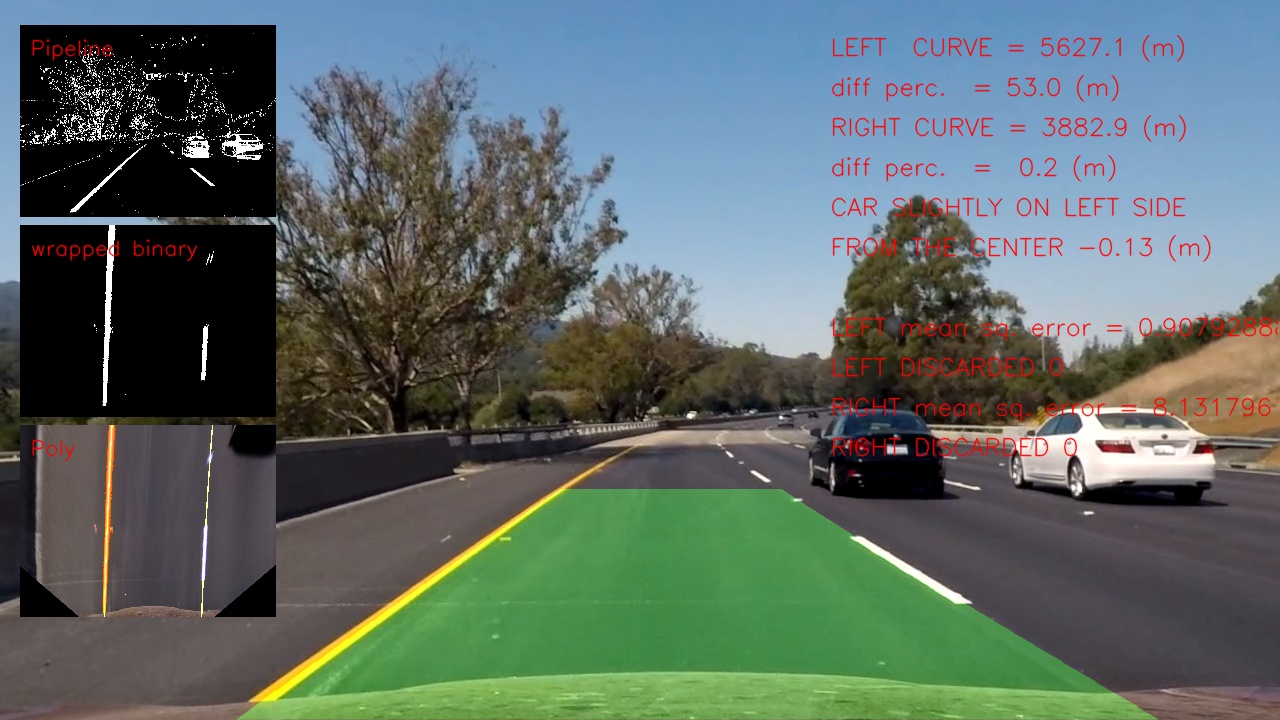 Pipeline
wrapped binary
Poly
LEFT CURVE = 5627.1 (m)
diff perc. = 53.0 (m)
RIGHT CURVE = 3882.9 (m)
diff perc. = 0.2 (m)
CAR SLIGHTLY ON LEFT SIDE
FROM THE CENTER -0.13 (m)
LEFT mean sq. error = 0.9079288
LEFT DISCARDED 0
RIGHT mean sq. error = 8.131796
RIGHT DISCARDED 0